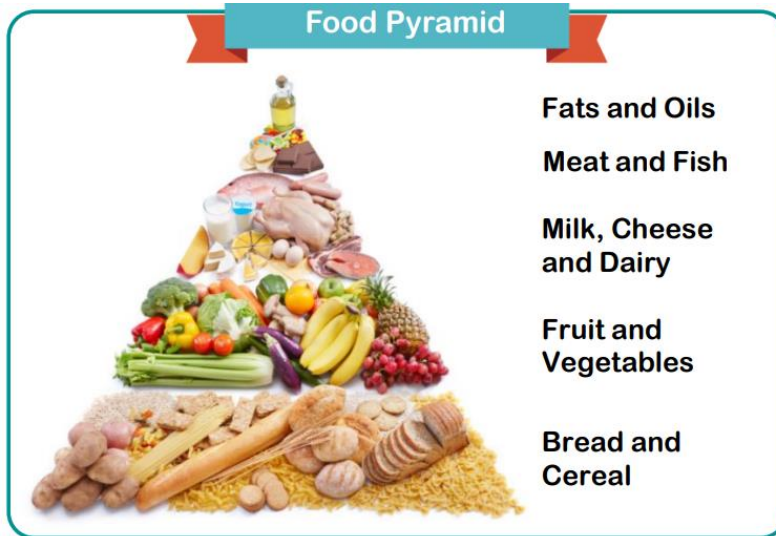 Food Pyramid
Fats and Oils
Meat and Fish
Milk, Cheese
and Dairy
Fruit and
Vegetables
Bread and
Cereal